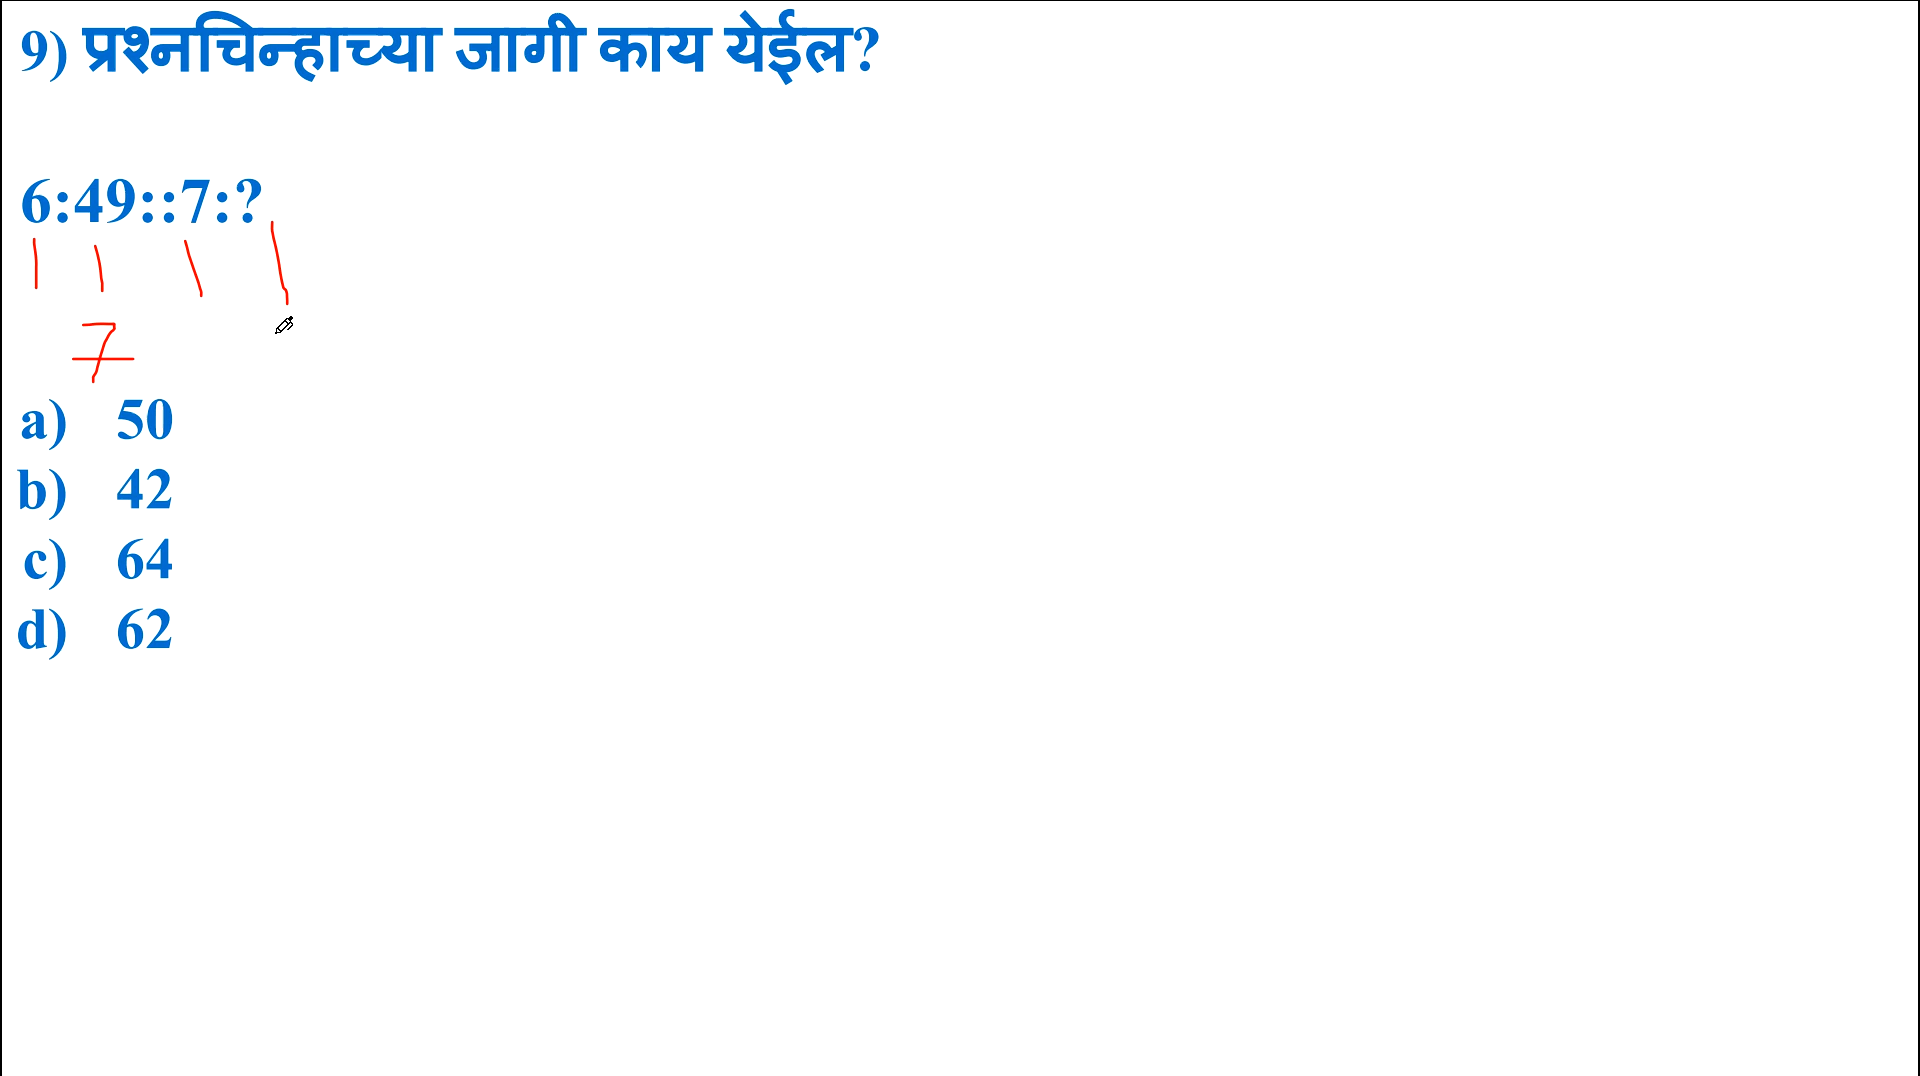 9) प्रश्नचिन्हाच्या जागी काय येईल?
6:49::7:?
7
a) 50
b) 42
c) 64
d) 62